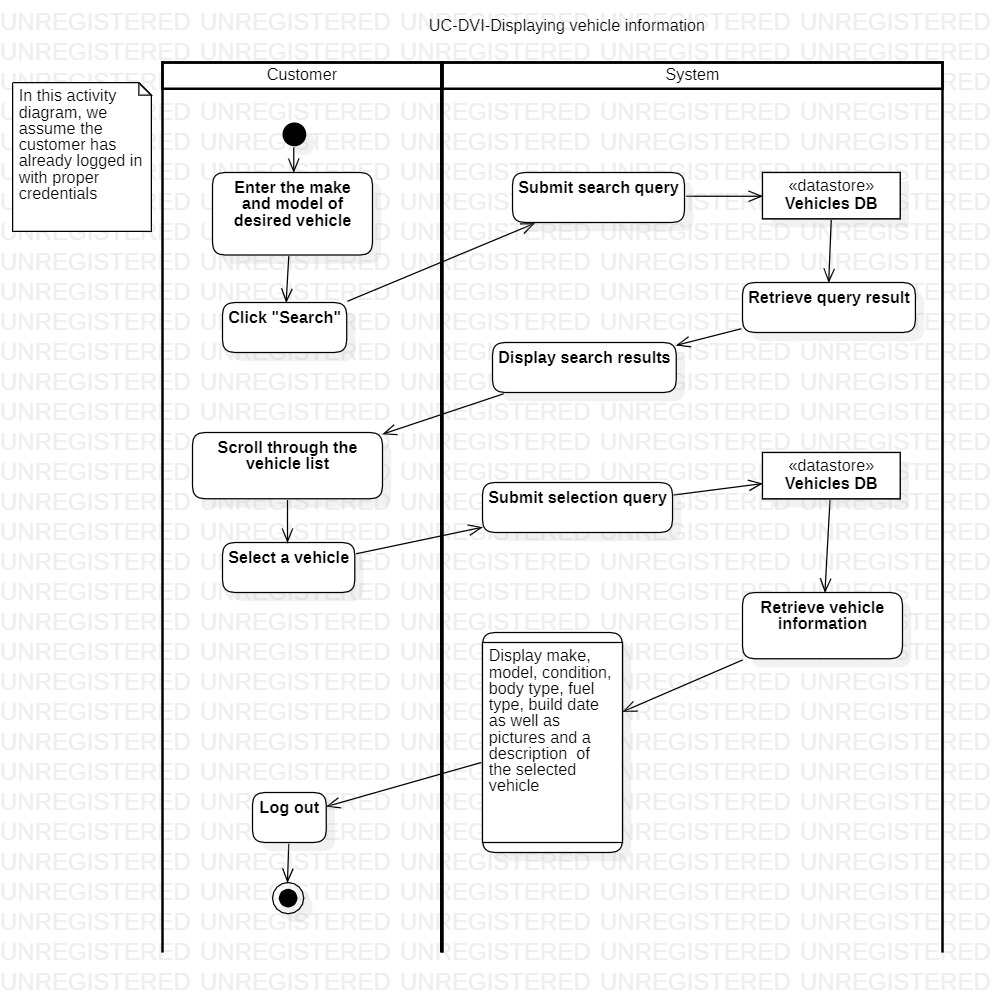 UC-DVI-Displaying vehicle information
Customer
System
In this activity
diagram, we
assume the
customer has
already logged in
with proper
credentials
Enter the make
and model of
desired vehicle
Submit search query
«datastore»
Vehicles DB
Click "Search"
Retrieve query result
Display search results
Scroll through the
vehicle list
«datastore»
Vehicles DB
Submit selection query
Select a vehicle
Retrieve vehicle
information
Display make,
model, condition,
body type, fuel
type, build date
as well as
pictures and a
description  of
the selected
vehicle
Log out
UNREGISTERED